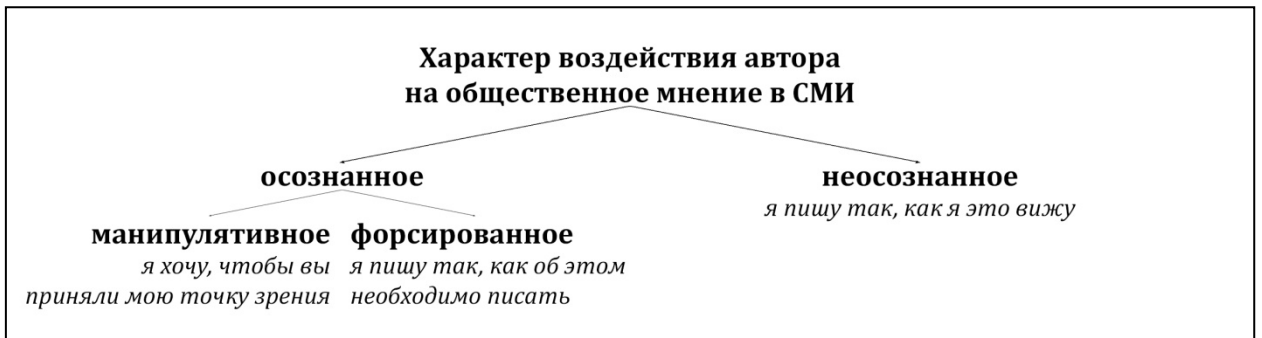 Характер воздействия автора
на общественное мнение в СМИ
осознанное
неосознанное
я пишу так, как я это вижу
манипулятивное
я хочу, чтобы вы
приняли мою точку зрения
форсированное
я пишу так, как об этом
необходимо писать